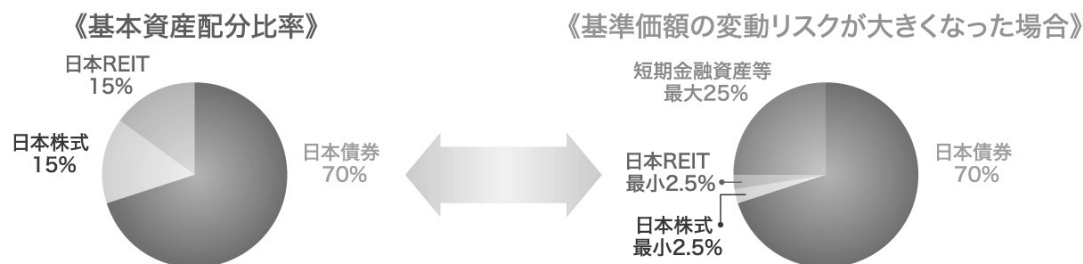 《基本資産配分比率》
日本REIT
15%
日本株式
15%
日本債券
70%
《基準価額の変動リスクが大きくなった場合》
短期金融資産等
最大25%
日本REIT
最小2.5%
日本株式
最小2.5%
日本債券
70%